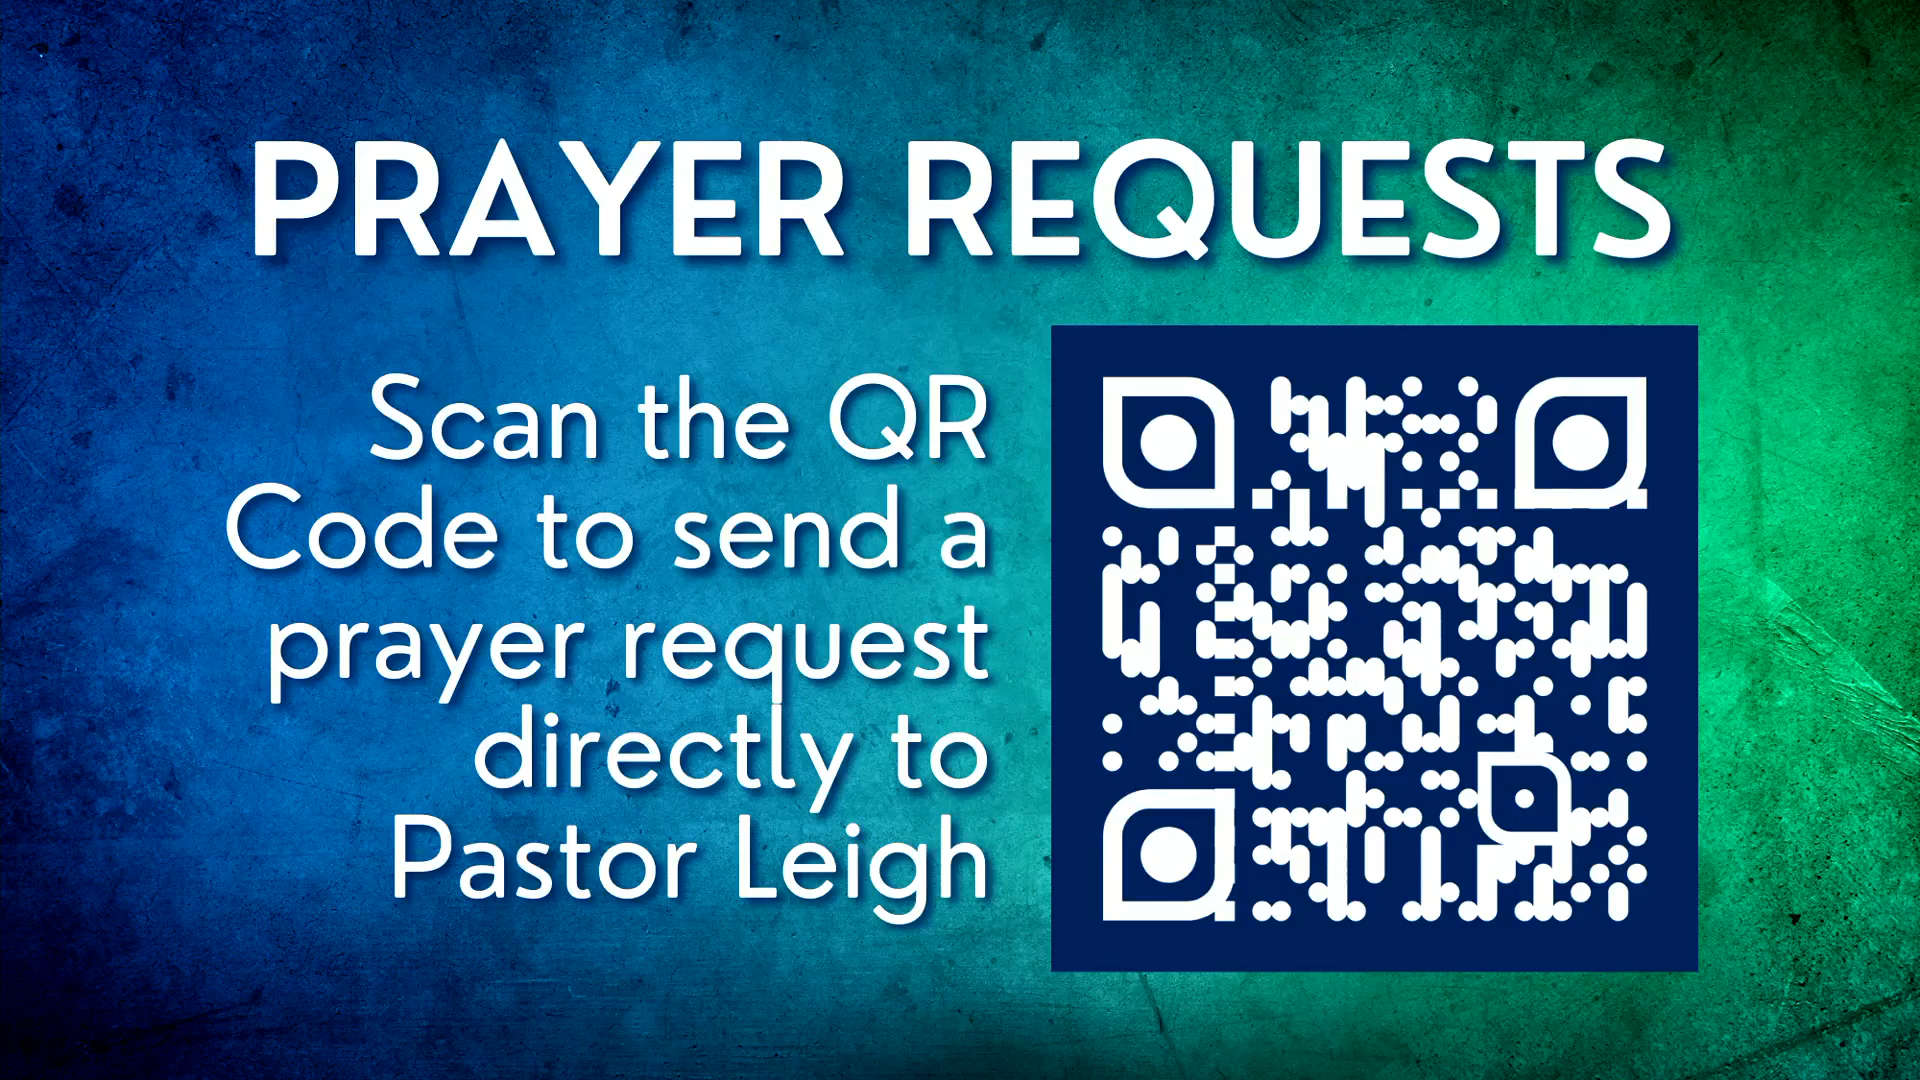 PRAYER REQUESTS
Scan the QR
Code to send a
prayer request
directly to
Pastor Leigh